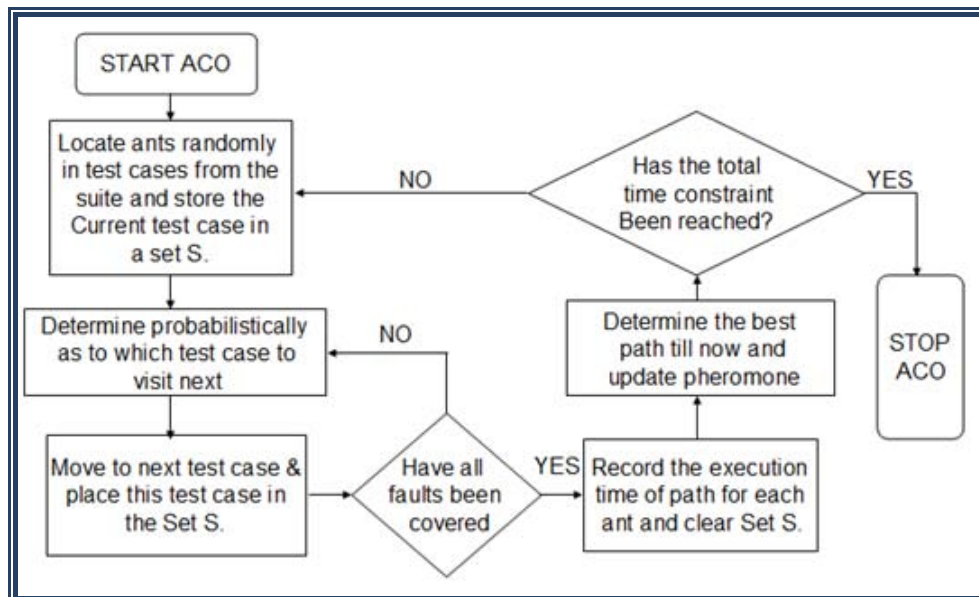 START ACO
Locate ants randomly
in test cases from the
suite and store the
Current test case in
a set S.
Determine probabilistically
as to which test case to
visit next
Move to next test case &
place this test case in
the Set S.
NO
Have all
faults been
covered
YES
Record the execution
time of path for each
ant and clear Set S.
Determine the best
path till now and
update pheromone
Has the total
time constraint
Been reached?
NO
YES
STOP
ACO